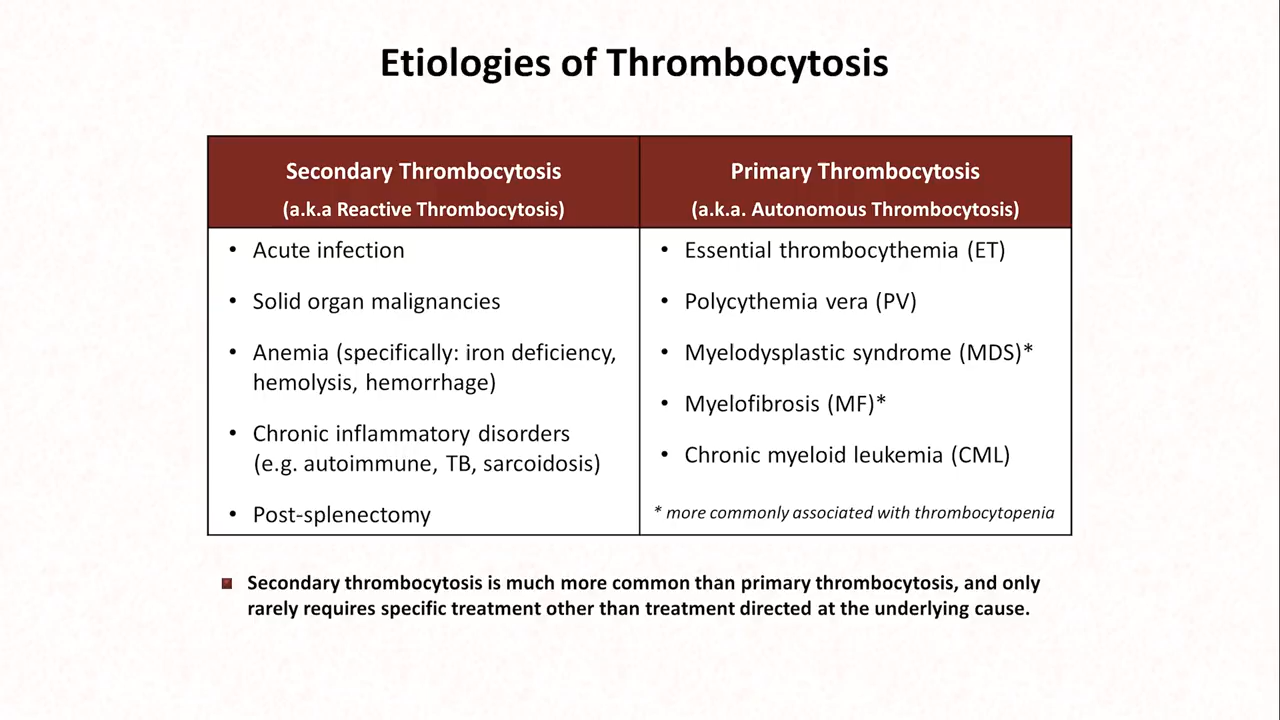 Etiologies of Thrombocytosis
Secondary Thrombocytosis
(a.k.a Reactive Thrombocytosis)
• Acute infection
• Solid organ malignancies
• Anemia (specifically: iron deficiency,
hemolysis, hemorrhage)
• Chronic inflammatory disorders
(e.g. autoimmune, TB, sarcoidosis)
• Post-splenectomy
Primary Thrombocytosis
(a.k.a. Autonomous Thrombocytosis)
• Essential thrombocythemia (ET)
• Polycythemia vera (PV)
• Myelodysplastic syndrome (MDS)*
• Myelofibrosis (MF)*
• Chronic myeloid leukemia (CML)
* more commonly associated with thrombocytopenia
Secondary thrombocytosis is much more common than primary thrombocytosis, and only
rarely requires specific treatment other than treatment directed at the underlying cause.